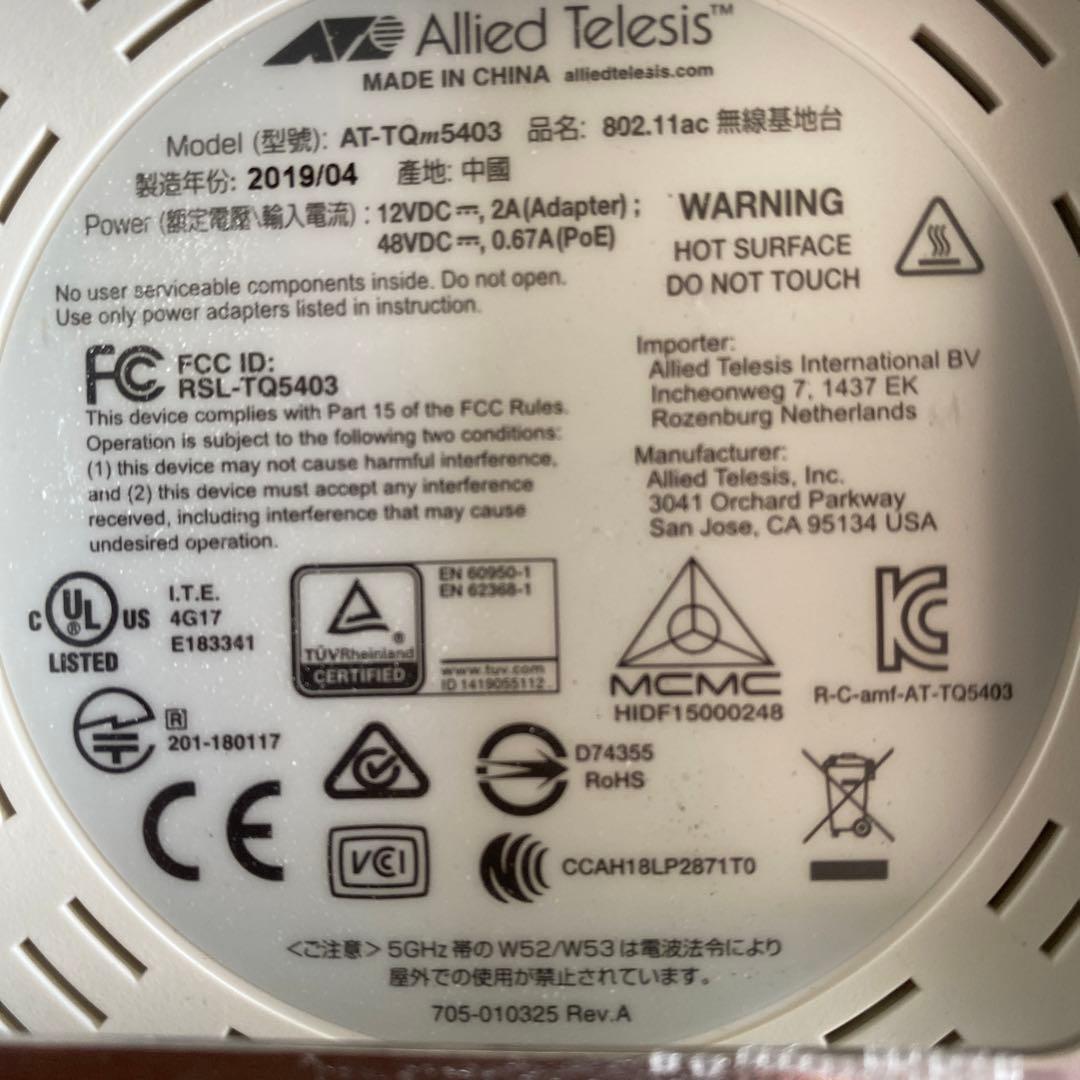 Allied Telesis™
MADE IN CHINA alliedtelesis.com
Model (型號): AT-TQm5403 品名: 802.11ac 無線基地台
製造年份: 2019/04 產地: 中國
Power (額定電壓\輸入電流) : 12VDC⎓, 2A(Adapter) ;
48VDC⎓, 0.67A(PoE)
WARNING
HOT SURFACE
DO NOT TOUCH
No user serviceable components inside. Do not open.
Use only power adapters listed in instruction.
FC FCC ID:
RSL-TQ5403
This device complies with Part 15 of the FCC Rules.
Operation is subject to the following two conditions:
(1) this device may not cause harmful interference,
and (2) this device must accept any interference
received, including interference that may cause
undesired operation.
Importer:
Allied Telesis International BV
Incheonweg 7, 1437 EK
Rozenburg Netherlands
Manufacturer:
Allied Telesis, Inc.
3041 Orchard Parkway
San Jose, CA 95134 USA
C UL® US
LISTED
I.T.E.
4G17
E183341
TÜVRheinland®
CERTIFIED
EN 60950-1
EN 62368-1
www.tuv.com
ID 1419055112
MCMC
HIDF15000248
KC
R-C-amf-AT-TQ5403
R
201-180117
D74355
RoHS
CE
VCI
CCAH18LP2871T0
＜ご注意＞5GHz 帯の W52/W53 は電波法令により
屋外での使用が禁止されています。
705-010325 Rev.A